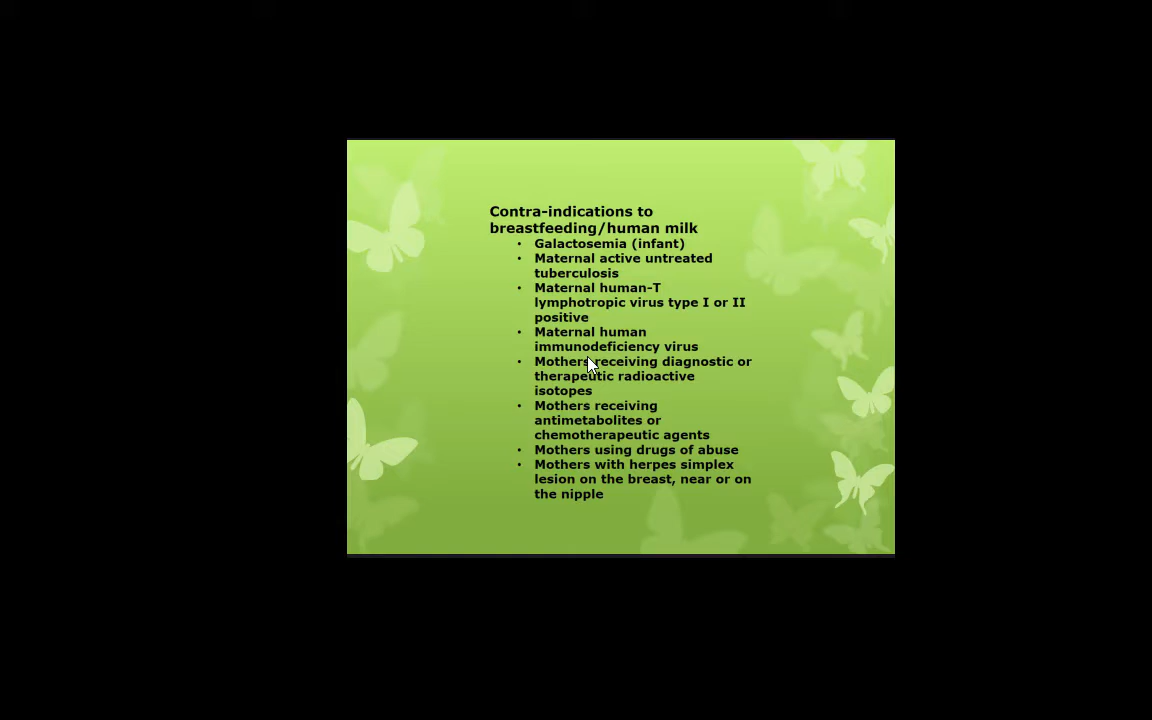 Contra-indications to
breastfeeding/human milk
• Galactosemia (infant)
• Maternal active untreated
tuberculosis
• Maternal human-T
lymphotropic virus type I or II
positive
• Maternal human
immunodeficiency virus
• Mothers receiving diagnostic or
therapeutic radioactive
isotopes
• Mothers receiving
antimetabolites or
chemotherapeutic agents
• Mothers using drugs of abuse
• Mothers with herpes simplex
lesion on the breast, near or on
the nipple